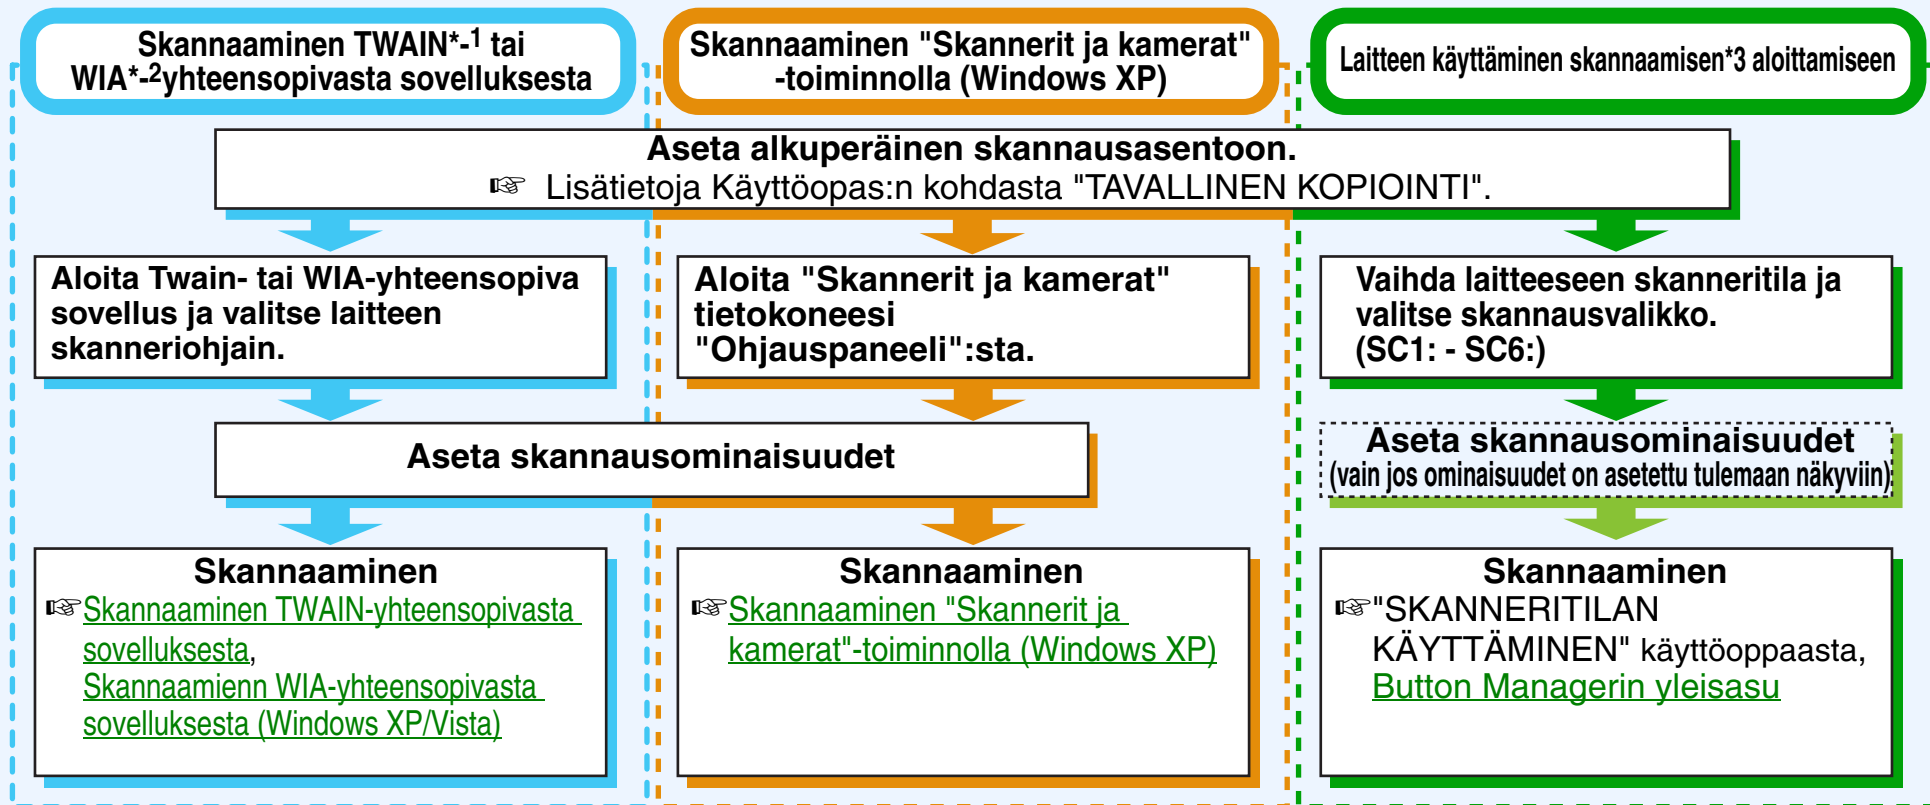 Skannaaminen TWAIN*-1 tai
WIA*-2yhteensopivasta sovelluksesta
Skannaaminen "Skannerit ja kamerat"
-toiminnolla (Windows XP)
Laitteen käyttäminen skannaamisen*3 aloittamiseen
Aseta alkuperäinen skannausasentoon.
☞ Lisätietoja Käyttöopas:n kohdasta "TAVALLINEN KOPIOINTI".
Aloita Twain- tai WIA-yhteensopiva
sovellus ja valitse laitteen
skanneriohjain.
Aloita "Skannerit ja kamerat"
tietokoneesi
"Ohjauspaneeli":sta.
Vaihda laitteeseen skanneritila ja
valitse skannausvalikko.
(SC1: - SC6:)
Aseta skannausominaisuudet
Aseta skannausominaisuudet
(vain jos ominaisuudet on asetettu tulemaan näkyviin)
Skannaaminen
☞Skannaaminen TWAIN-yhteensopivasta
sovelluksesta,
Skannaamienn WIA-yhteensopivasta
sovelluksesta (Windows XP/Vista)
Skannaaminen
☞Skannaaminen "Skannerit ja
kamerat"-toiminnolla (Windows XP)
Skannaaminen
☞"SKANNERITILAN
KÄYTTÄMINEN" käyttöoppaasta,
Button Managerin yleisasu